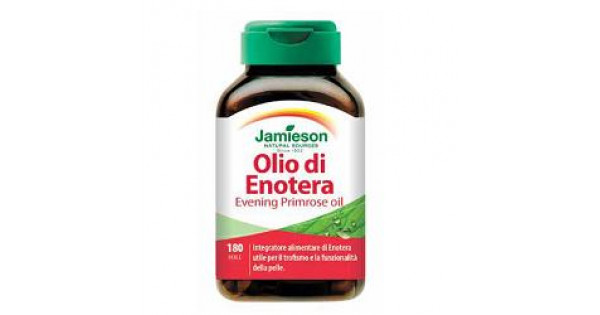 Jamieson
NATURAL SOURCES
Since 1922
Olio di
Enotera
Evening Primrose oil
180
PERLE
Integratore alimentare di Enotera
utile per il trofismo e la funzionalità
della pelle.